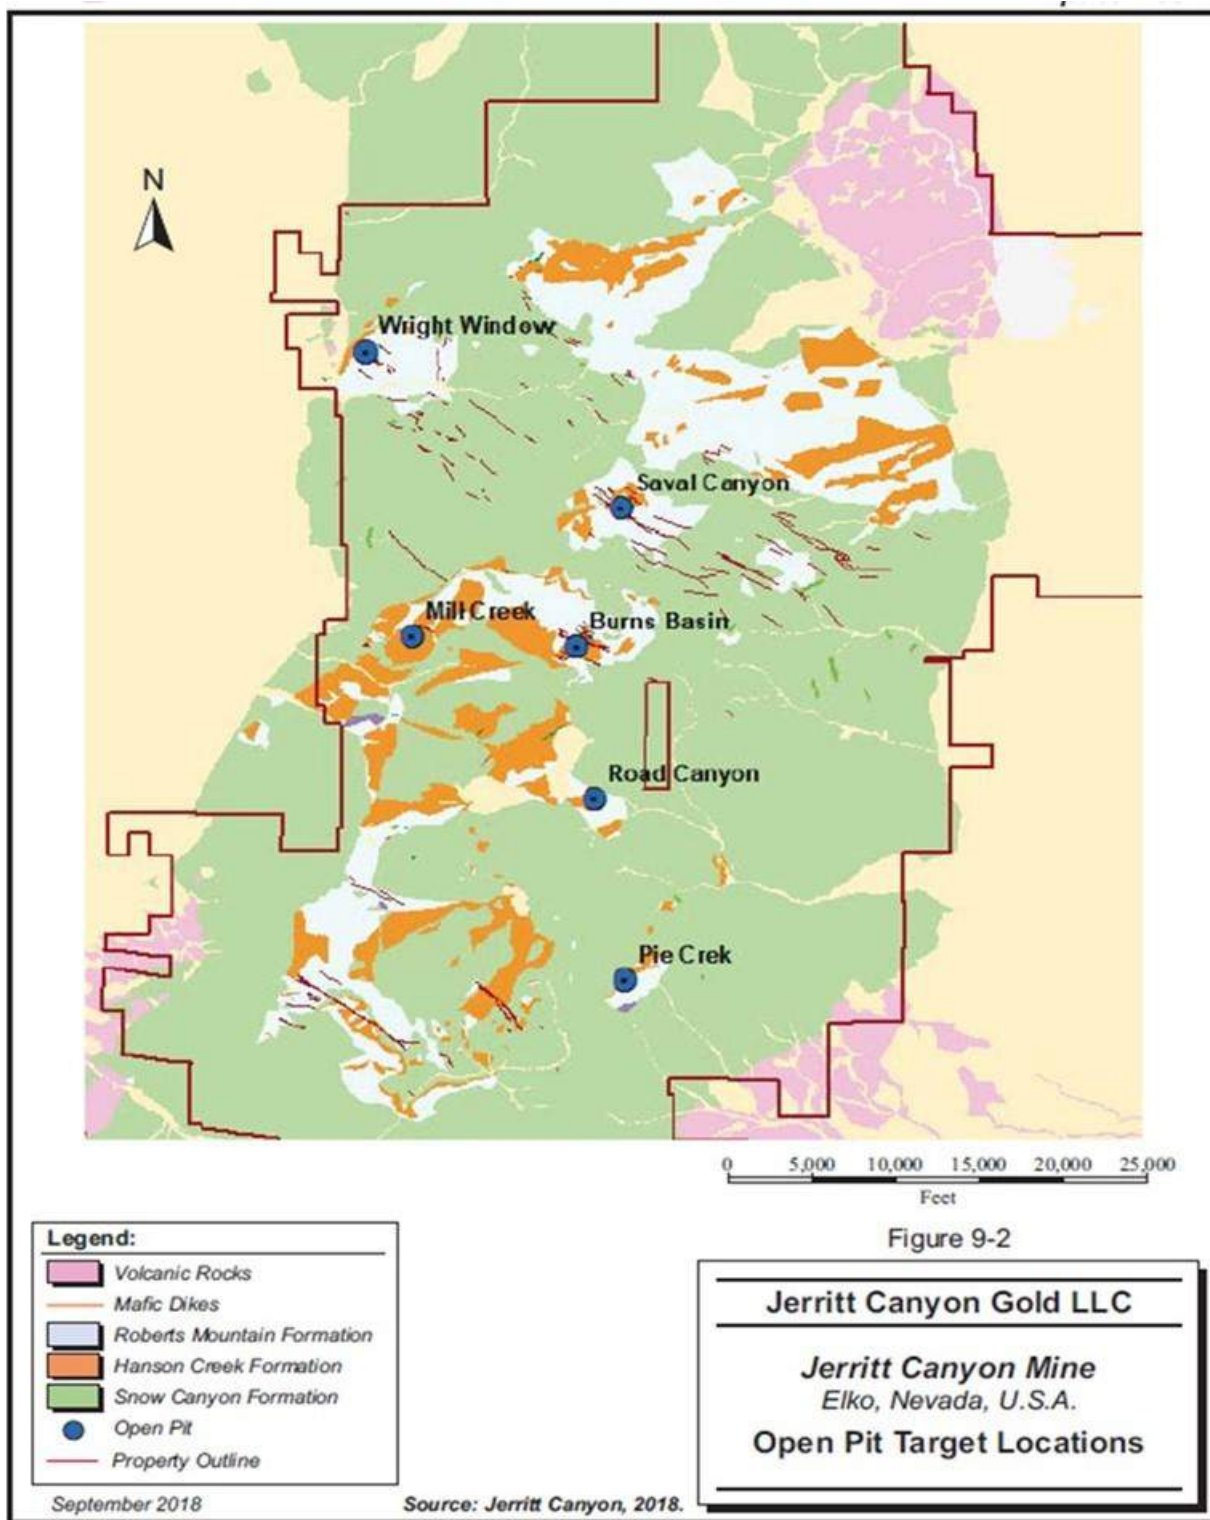 N
Wright Window
Saval Canyon
Mill Creek
Burns Basin
Road Canyon
Pie Crek
0 5,000 10,000 15,000 20,000 25,000
Feet
Figure 9-2
Legend:
Volcanic Rocks
Mafic Dikes
Roberts Mountain Formation
Hanson Creek Formation
Snow Canyon Formation
Open Pit
Property Outline
Jerritt Canyon Gold LLC
Jerritt Canyon Mine
Elko, Nevada, U.S.A.
Open Pit Target Locations
September 2018
Source: Jerritt Canyon, 2018.